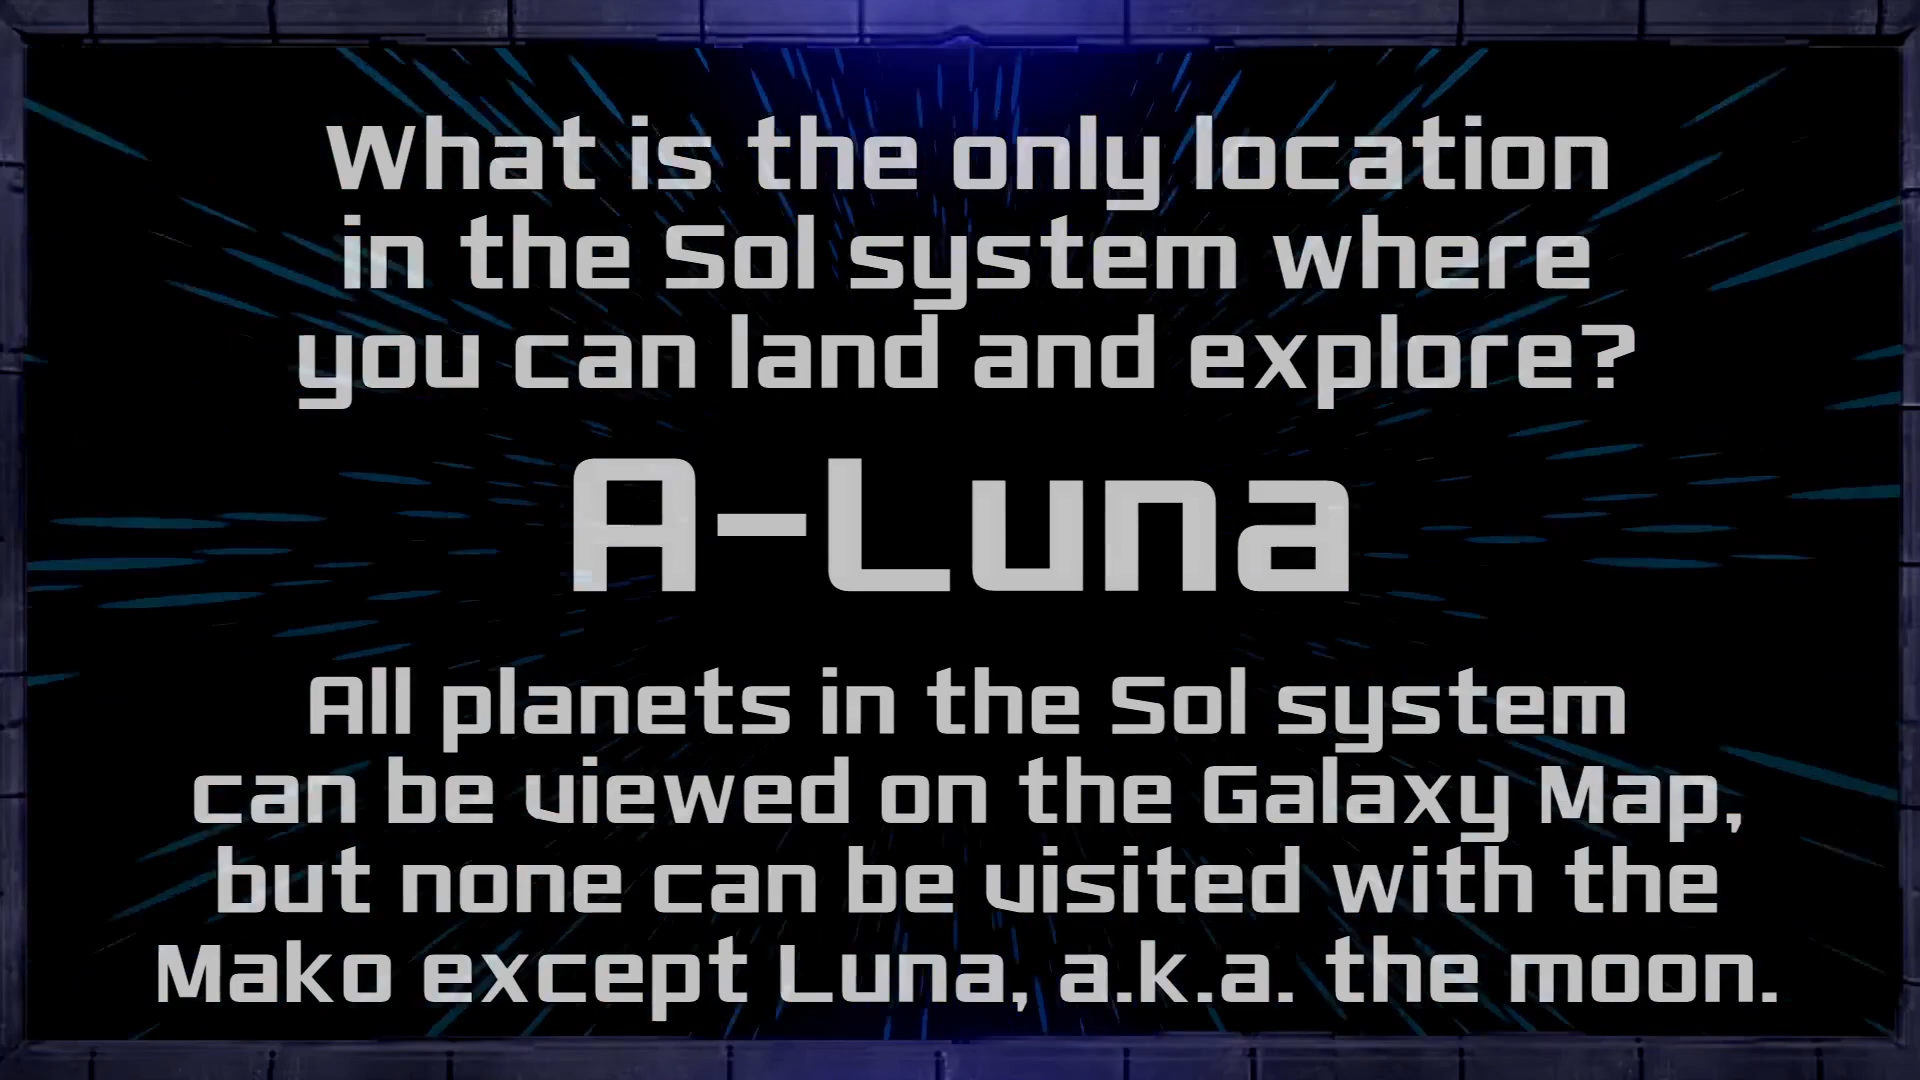 What is the only location
in the Sol system where
you can land and explore?
A-Luna
All planets in the Sol system
can be viewed on the Galaxy Map,
but none can be visited with the
Mako except Luna, a.k.a. the moon.